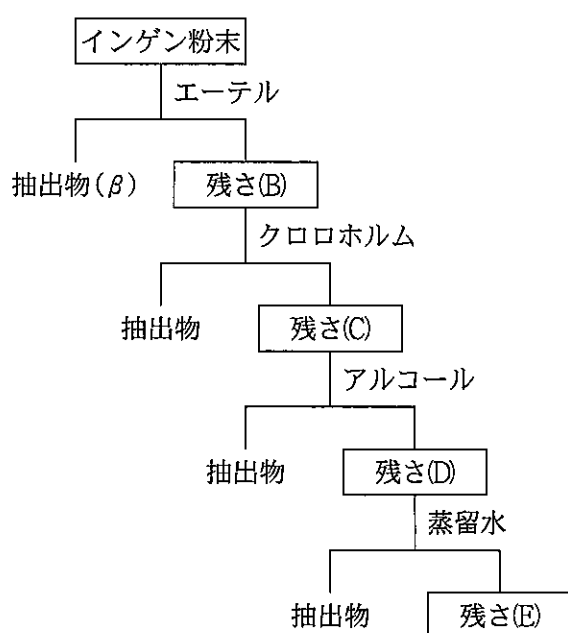 インゲン粉末
エーテル
抽出物(β)
残さ(B)
クロロホルム
抽出物
残さ(C)
アルコール
抽出物
残さ(D)
蒸留水
抽出物
残さ(E)